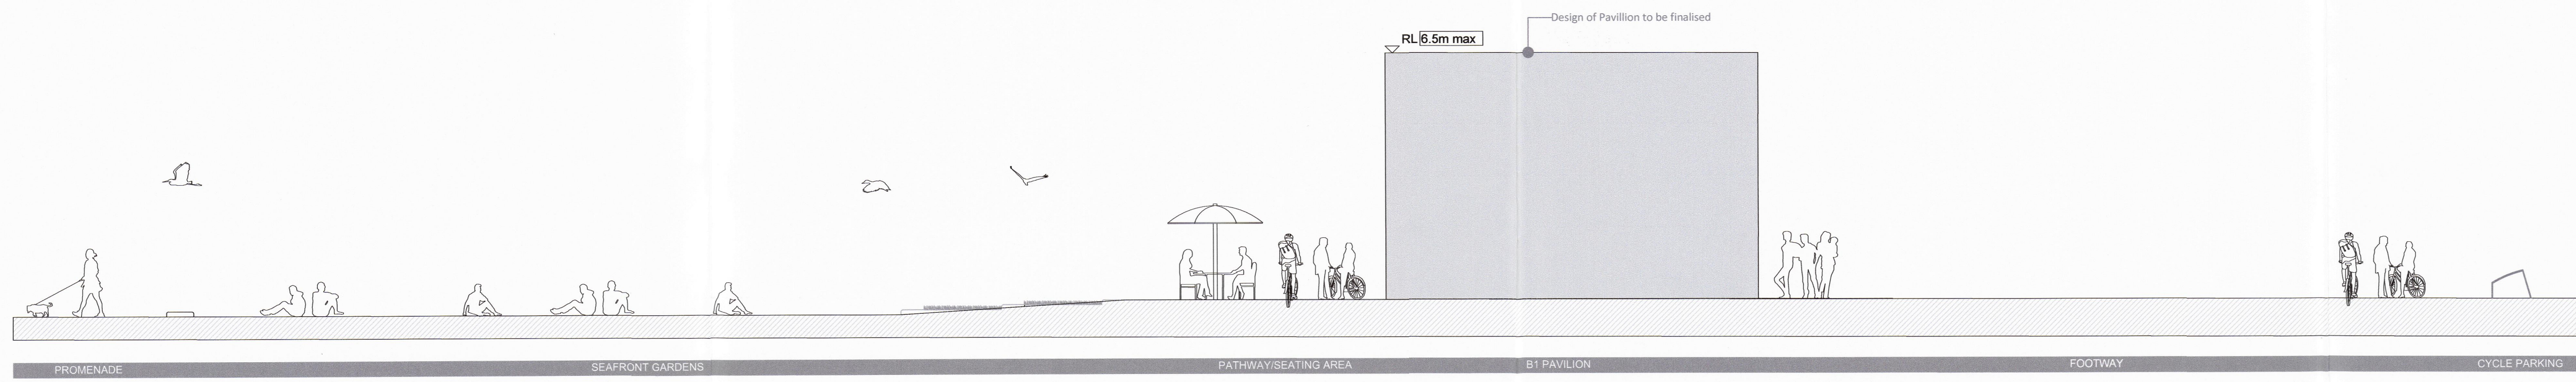 Design of Pavillion to be finalised
RL 6.5m max
PROMENADE
SEAFRONT GARDENS
PATHWAY/SEATING AREA
B1 PAVILION
FOOTWAY
CYCLE PARKING